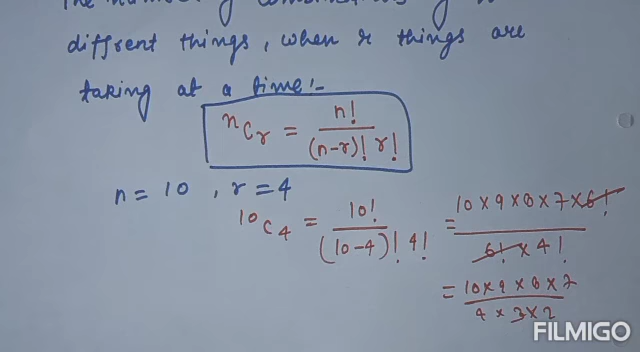 different things, when r things are
taking at a time:-
nCr = n! / (n-r)! r!
n = 10 , r = 4
10C4 = 10! / (10-4)! 4! = 10 × 9 × 8 × 7 × 6! / 6! × 4!
= 10 × 9 × 8 × 7 / 4 × 3 × 2
FILMIGO